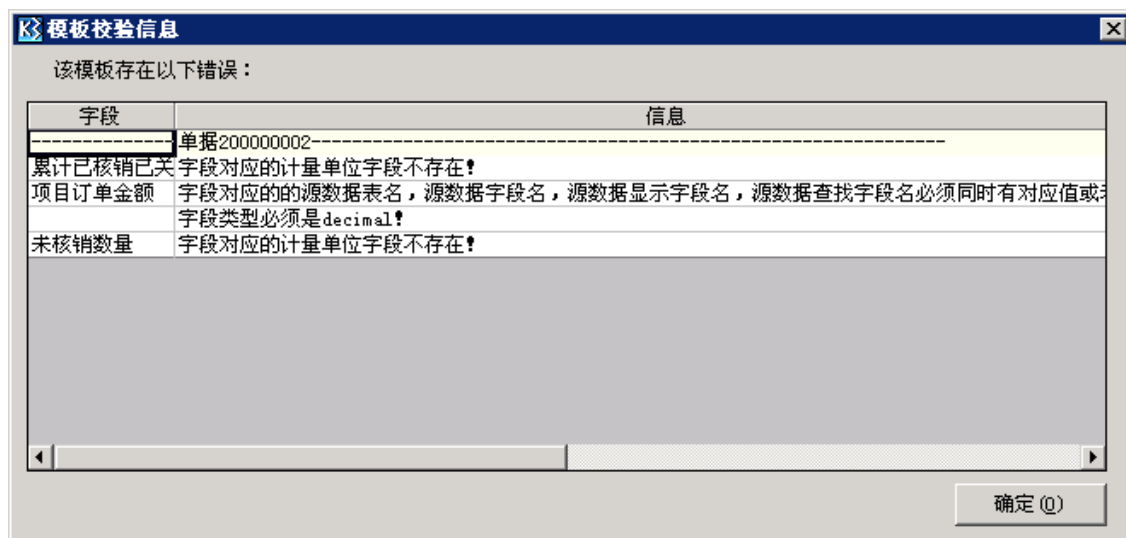 模板校验信息
该模板存在以下错误：
字段 信息
-------------- 单据200000002--------------------------------------------------------------
累计已核销已关 字段对应的计量单位字段不存在！
项目订单金额 字段对应的的源数据表名，源数据字段名，源数据显示字段名，源数据查找字段名必须同时有对应值或
字段类型必须是decimal！
未核销数量 字段对应的计量单位字段不存在！
确定(O)